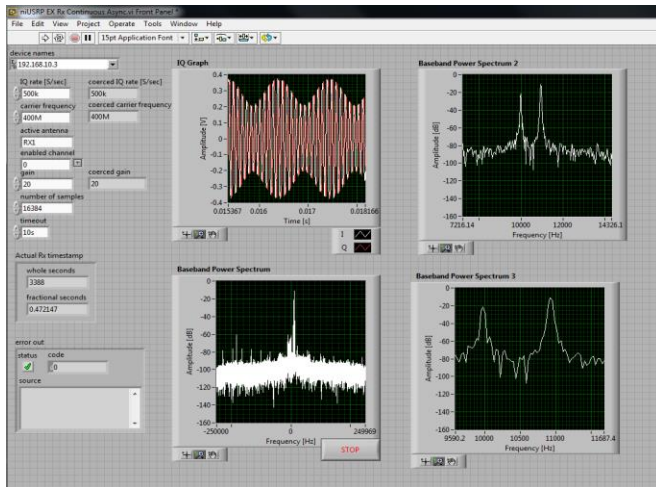 niUSRP EX Rx Continuous Async.vi Front Panel *
File Edit View Project Operate Tools Window Help
15pt Application Font
device names
192.168.10.3
IQ rate [S/sec]
500k
coerced IQ rate [S/sec]
500k
carrier frequency
400M
coerced carrier frequency
400M
active antenna
RX1
enabled channel
0
gain
20
coerced gain
20
number of samples
16384
timeout
10s
Actual Rx timestamp
whole seconds
3388
fractional seconds
0.472147
error out
status code
0
source
IQ Graph
Amplitude [V]
0.4
0.3
0.2
0.1
0
-0.1
-0.2
-0.3
-0.4
0.015367 0.016 0.017 0.018166
Time [s]
I
Q
Baseband Power Spectrum 2
Amplitude [dB]
0
-20
-40
-60
-80
-100
-120
-140
-160
7216.14 10000 12000 14326.1
Frequency [Hz]
Baseband Power Spectrum
Amplitude [dB]
0
-20
-40
-60
-80
-100
-120
-140
-160
-250000 0 249969
Frequency [Hz]
STOP
Baseband Power Spectrum 3
Amplitude [dB]
0
-20
-40
-60
-80
-100
-120
-140
-160
9590.2 10000 10500 11000 11687.4
Frequency [Hz]